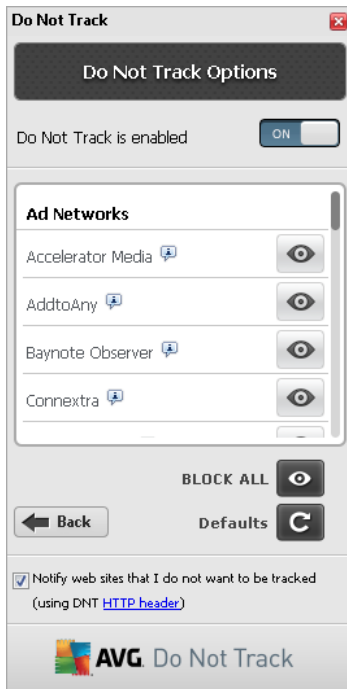 Do Not Track
Do Not Track Options
Do Not Track is enabled
ON
Ad Networks
Accelerator Media
AddtoAny
Baynote Observer
Connextra
BLOCK ALL
Back
Defaults
Notify web sites that I do not want to be tracked
(using DNT HTTP header)
AVG. Do Not Track